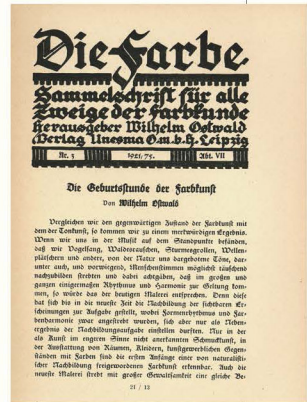 Die Farbe
Sammelschrift für alle
Zweige der Farbkunde
Herausgeber Wilhelm Ostwald
Verlag Unesma G.m.b.H. Leipzig
Nr. 3 1921/75. Abt. VII
Die Geburtsstunde der Farbkunst
Von Wilhelm Ostwald
Vergleichen wir den gegenwärtigen Zustand der Farbkunst mit
dem der Tonkunst, so kommen wir zu einem merkwürdigen Ergebnis.
Wenn wir uns in der Musik auf dem Standpunkte befänden,
daß wir Vogelsang, Waldesrauschen, Sturmesgrollen, Wellen-
plätschern und andere, von der Natur uns dargebotene Töne, dar-
unter auch, und vorwiegend, Menschenstimmen möglichst täuschend
nachzubilden strebten und dabei achtgäben, daß im großen und
ganzen einigermaßen Rhythmus und Harmonie zur Geltung kom-
men, so würde das der heutigen Malerei entsprechen. Denn diese
hat sich bis in die neueste Zeit die Nachbildung der sichtbaren Er-
scheinungen zur Aufgabe gestellt, wobei Formenrhythmus und Far-
benharmonie zwar angestrebt wurden, sich aber nur als Neben-
ergebnis der Nachbildungsaufgabe einstellen durften. Nur in der
als Kunst im engeren Sinne nicht anerkannten Schmuckkunst, in
der Ausstattung von Räumen, Kleidern, kunstgewerblichen Gegen-
ständen mit Farben sind die ersten Anfänge einer von naturalisti-
scher Nachbildung freigewordenen Farbkunst erkennbar. Auch die
neueste Malerei strebt mit großer Gewaltsamkeit eine gleiche Be-
21 / 13